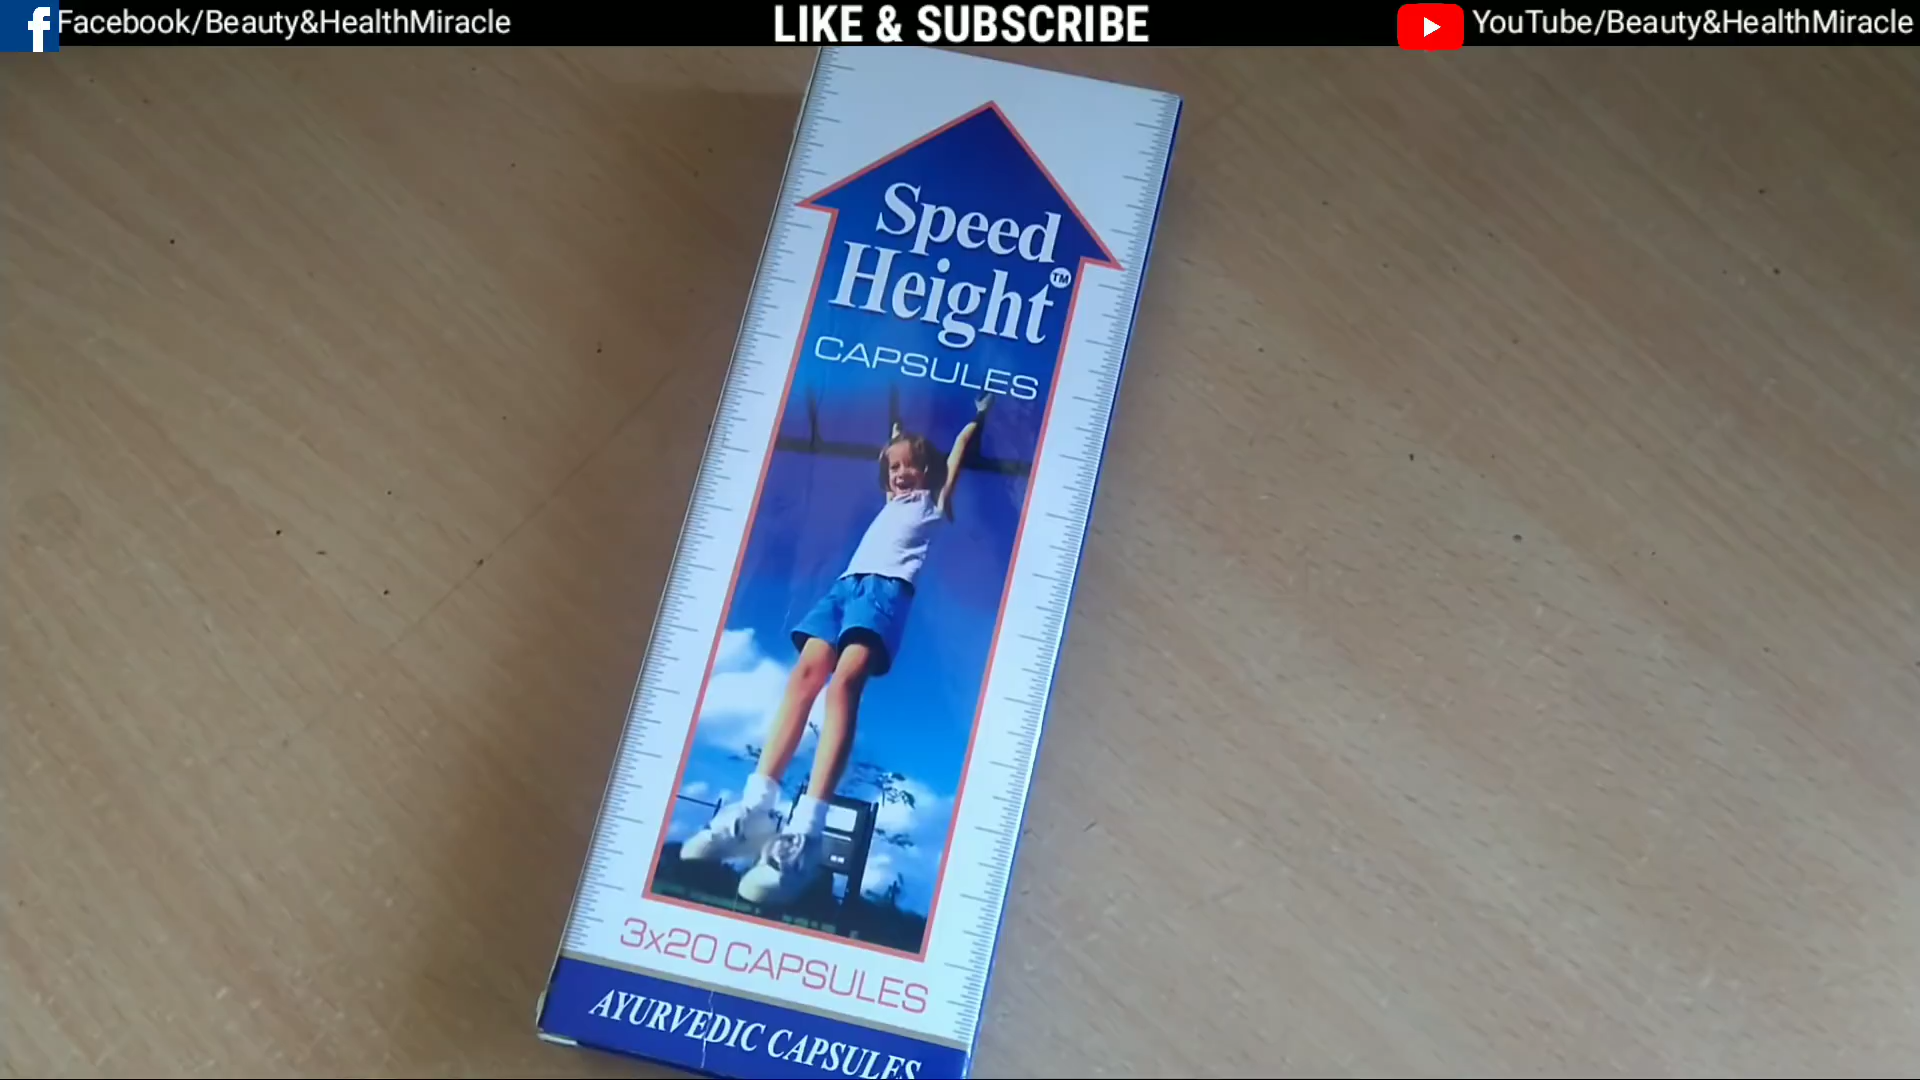 Facebook/Beauty&HealthMiracle
LIKE & SUBSCRIBE
YouTube/Beauty&HealthMiracle
Speed
Height™
CAPSULES
3x20 CAPSULES
AYURVEDIC CAPSULES